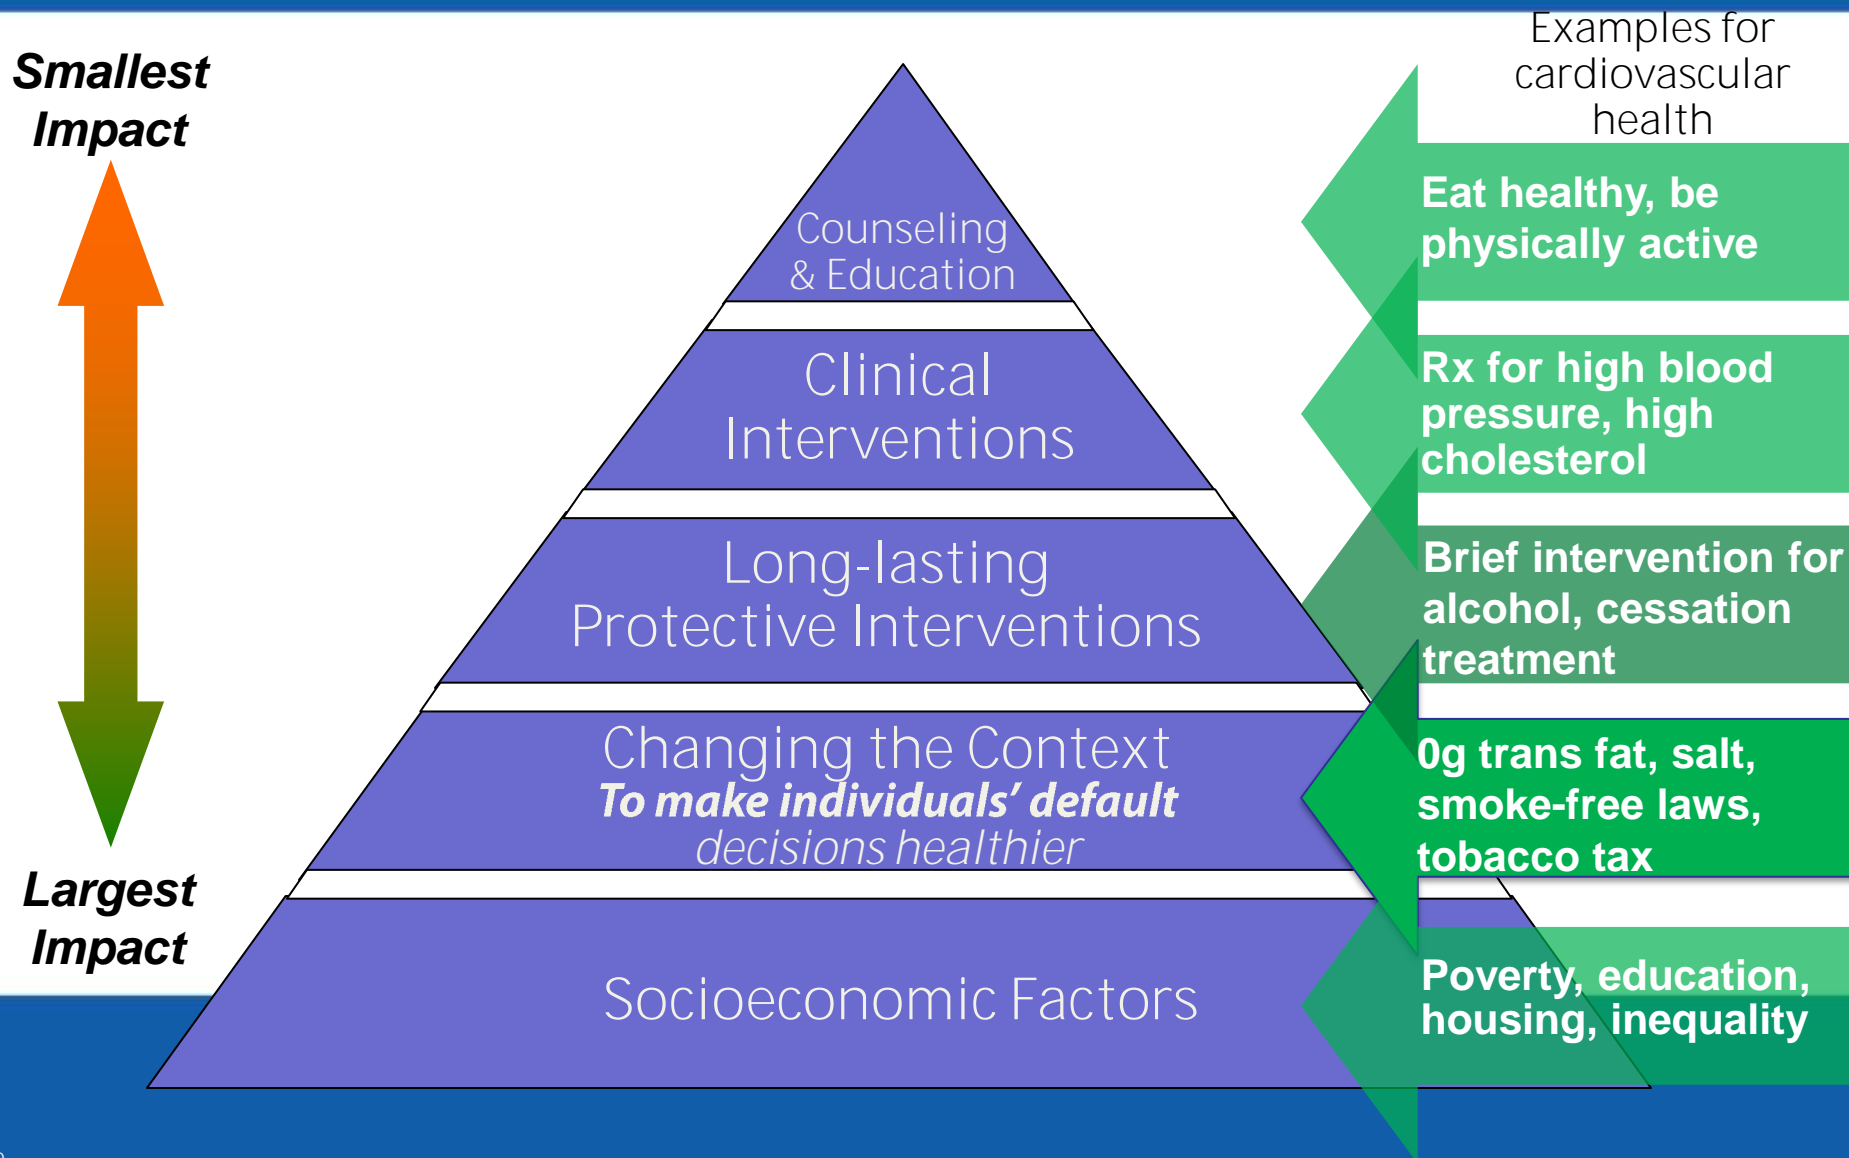 Examples for
cardiovascular
health
Smallest
Impact
Largest
Impact
Counseling
& Education
Clinical
Interventions
Long-lasting
Protective Interventions
Changing the Context
To make individuals’ default
decisions healthier
Socioeconomic Factors
Eat healthy, be
physically active
Rx for high blood
pressure, high
cholesterol
Brief intervention for
alcohol, cessation
treatment
0g trans fat, salt,
smoke-free laws,
tobacco tax
Poverty, education,
housing, inequality